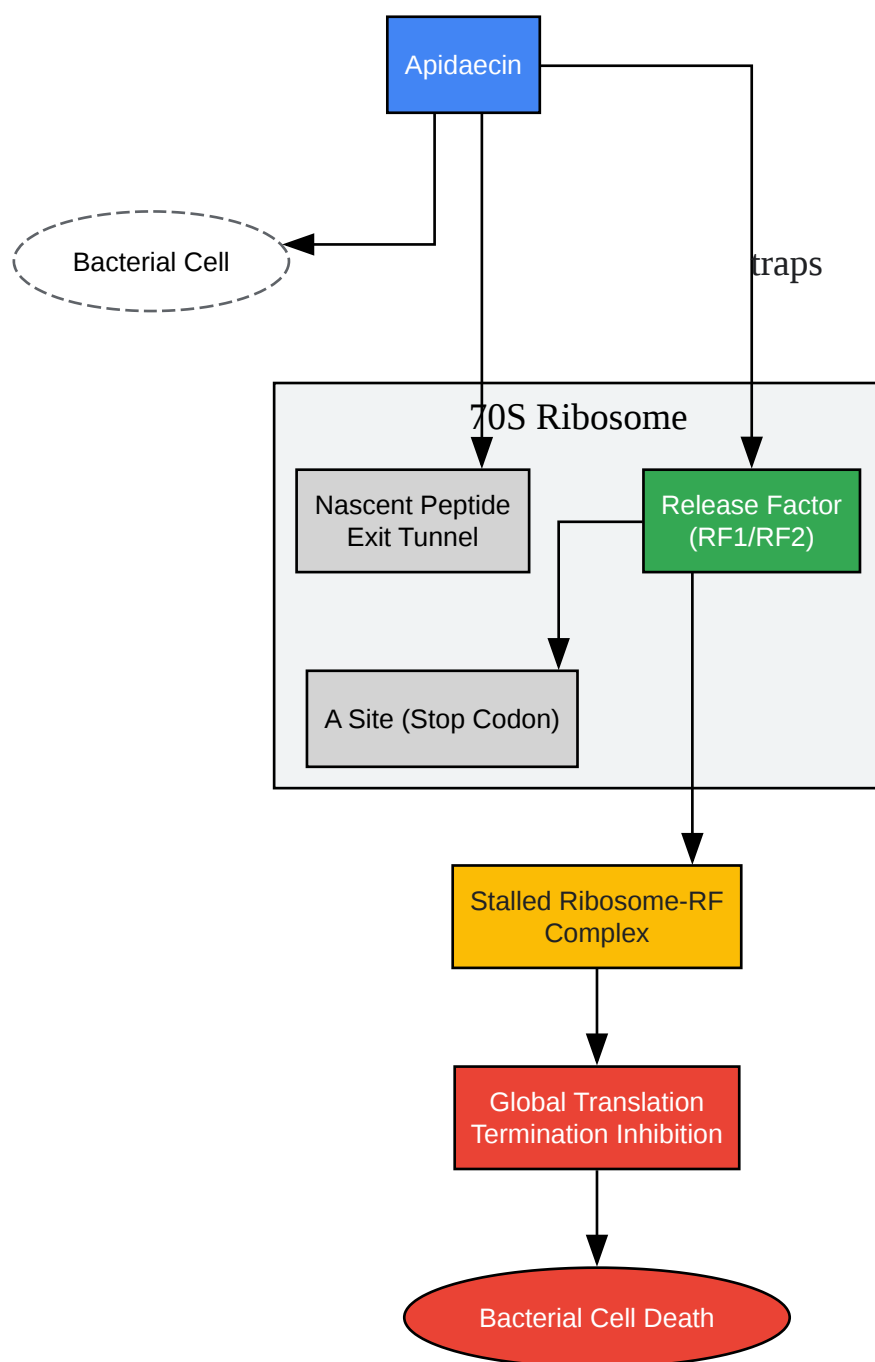 Apidaecin
Bacterial Cell
traps
70S Ribosome
Nascent Peptide
Exit Tunnel
Release Factor
(RF1/RF2)
A Site (Stop Codon)
Stalled Ribosome-RF
Complex
Global Translation
Termination Inhibition
Bacterial Cell Death